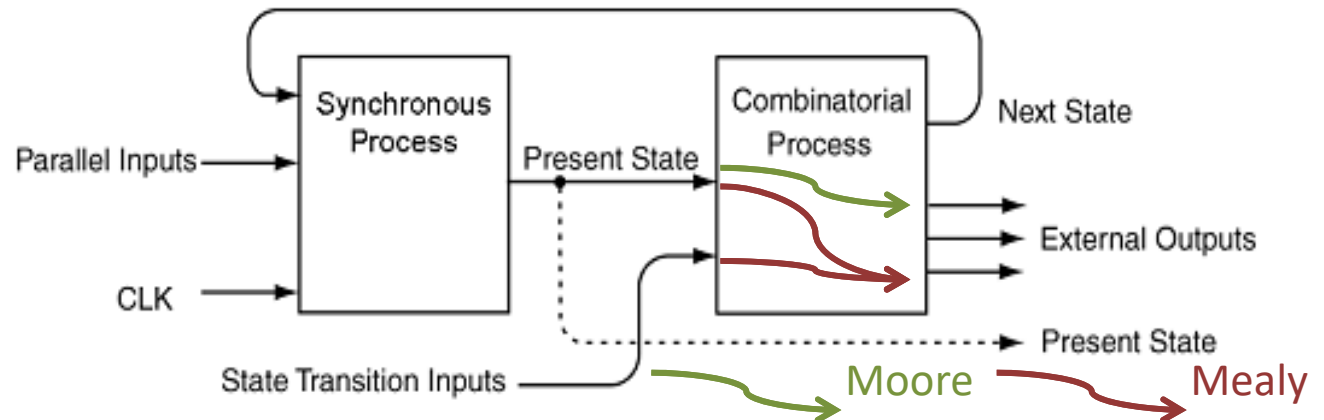 Synchronous
Process
Combinatorial
Process
Next State
Parallel Inputs
Present State
External Outputs
CLK
Present State
State Transition Inputs
Moore
Mealy